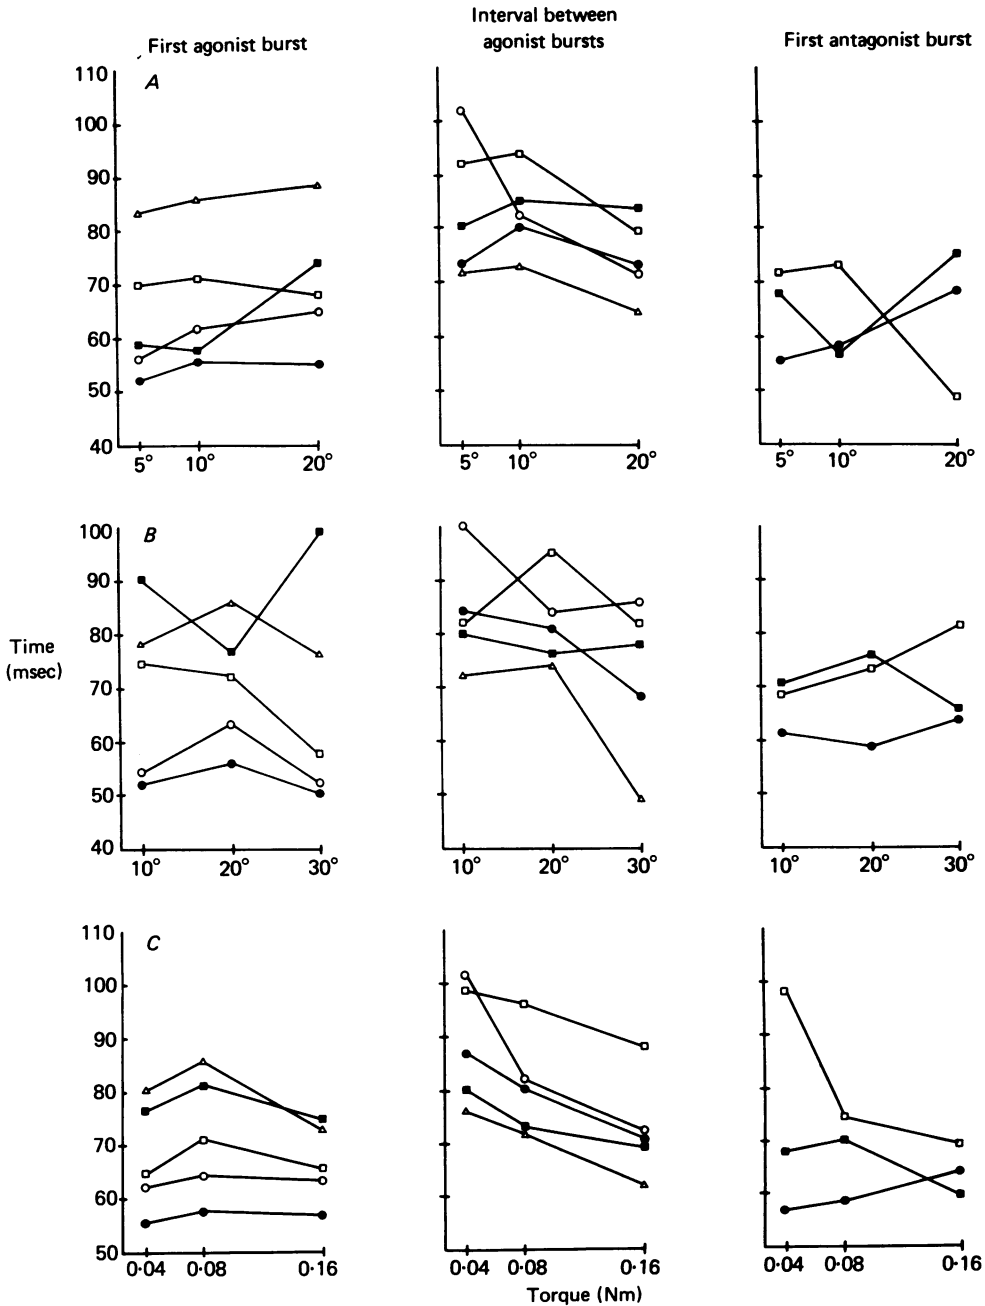 First agonist burst
Interval between
agonist bursts
First antagonist burst
A
110
100
90
80
70
60
50
40
5° 10° 20°
5° 10° 20°
5° 10° 20°
B
100
90
80
70
60
50
40
Time
(msec)
10° 20° 30°
10° 20° 30°
10° 20° 30°
C
110
100
90
80
70
60
50
0·04 0·08 0·16
0·04 0·08 0·16
0·04 0·08 0·16
Torque (Nm)